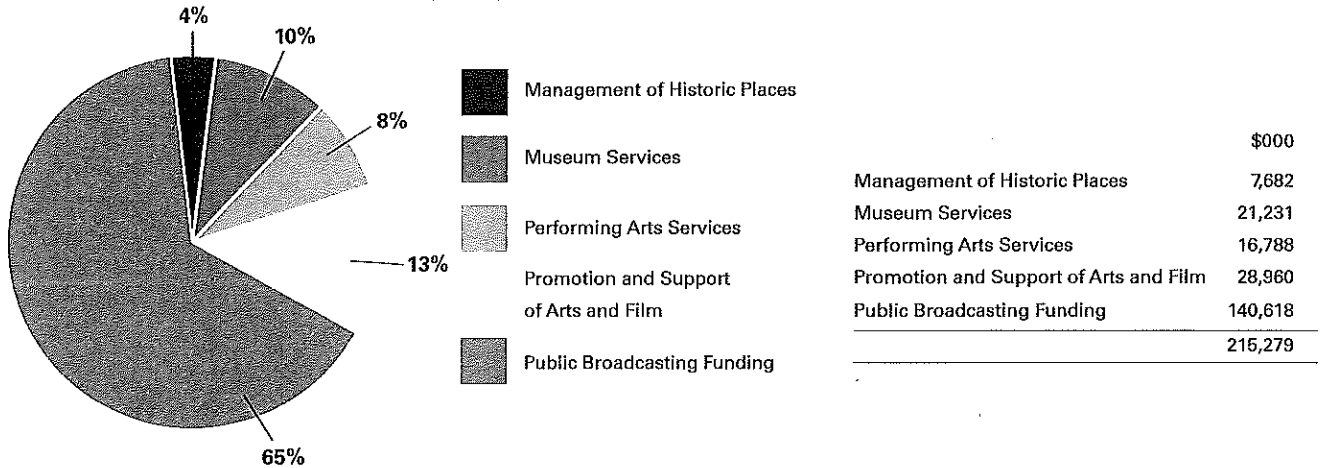 4%
10%
8%
13%
65%
Management of Historic Places
Museum Services
Performing Arts Services
Promotion and Support
of Arts and Film
Public Broadcasting Funding
$000
Management of Historic Places 7,682
Museum Services 21,231
Performing Arts Services 16,788
Promotion and Support of Arts and Film 28,960
Public Broadcasting Funding 140,618
215,279